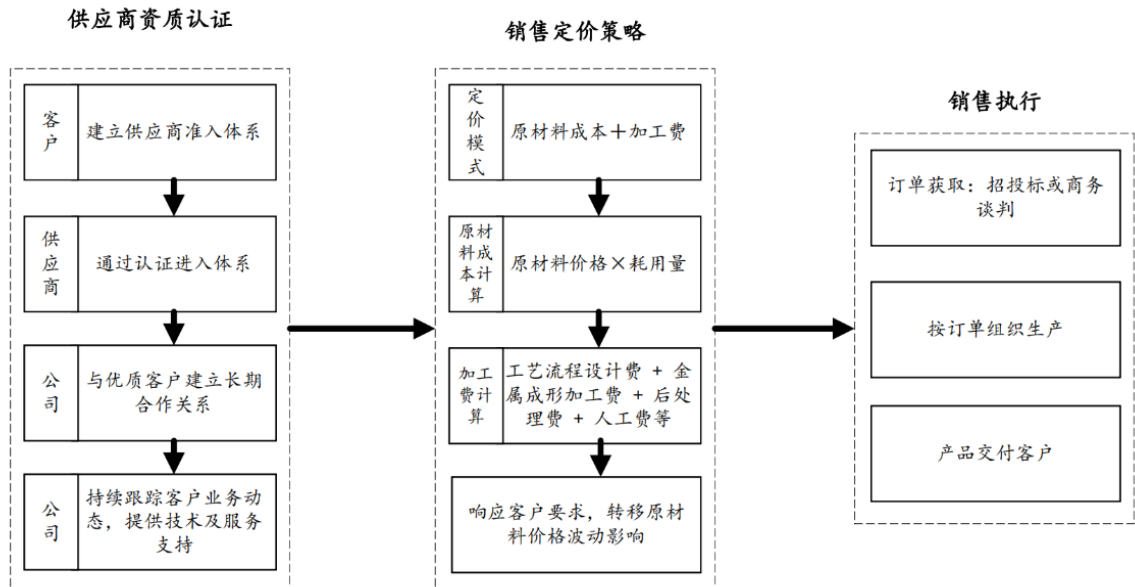 供应商资质认证
客户
建立供应商准入体系
供应商
通过认证进入体系
公司
与优质客户建立长期
合作关系
公司
持续跟踪客户业务动
态，提供技术及服务
支持
销售定价策略
定价模式
原材料成本＋加工费
原材
料成
本计
算
原材料价格×耗用量
加工
费计
算
工艺流程设计费 + 金
属成形加工费 + 后处
理费 + 人工费等
响应客户要求，转移原材
料价格波动影响
销售执行
订单获取：招投标或商务
谈判
按订单组织生产
产品交付客户